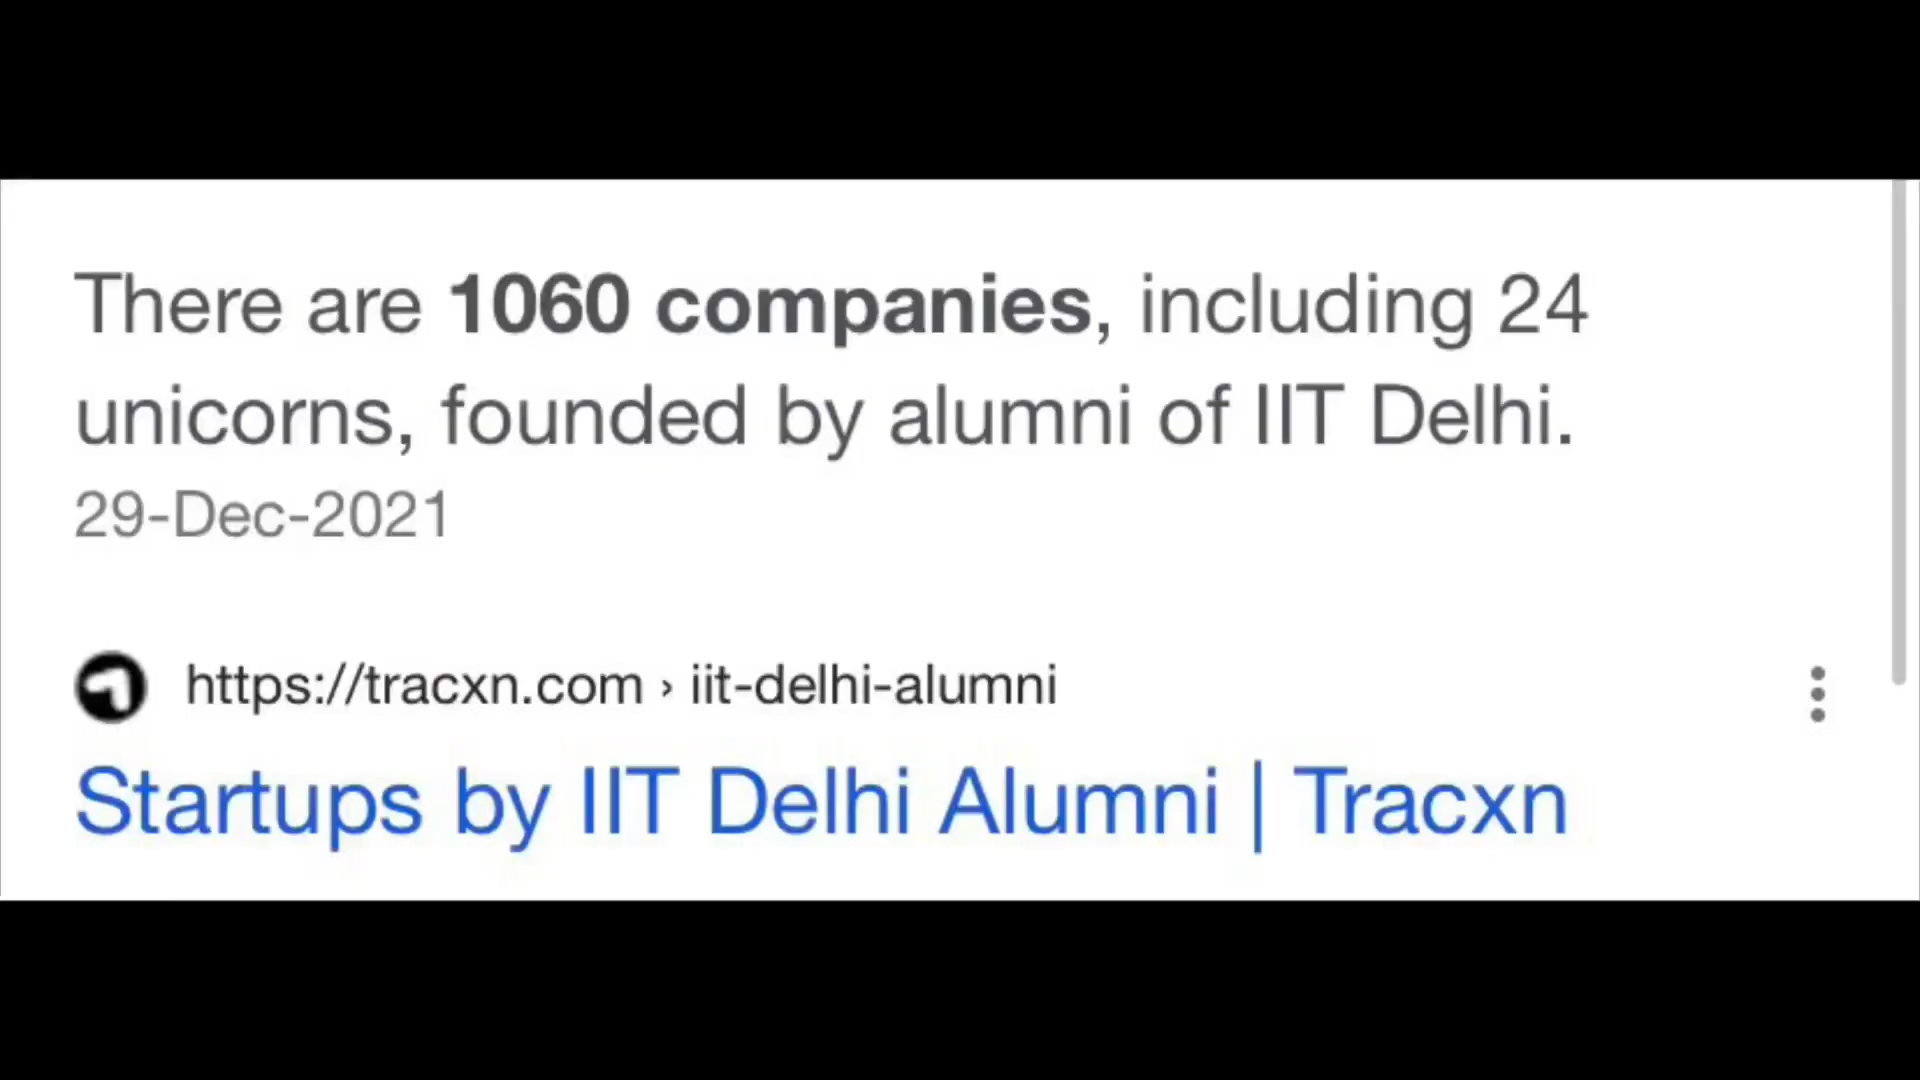 There are 1060 companies, including 24
unicorns, founded by alumni of IIT Delhi.
29-Dec-2021
https://tracxn.com › iit-delhi-alumni
Startups by IIT Delhi Alumni | Tracxn